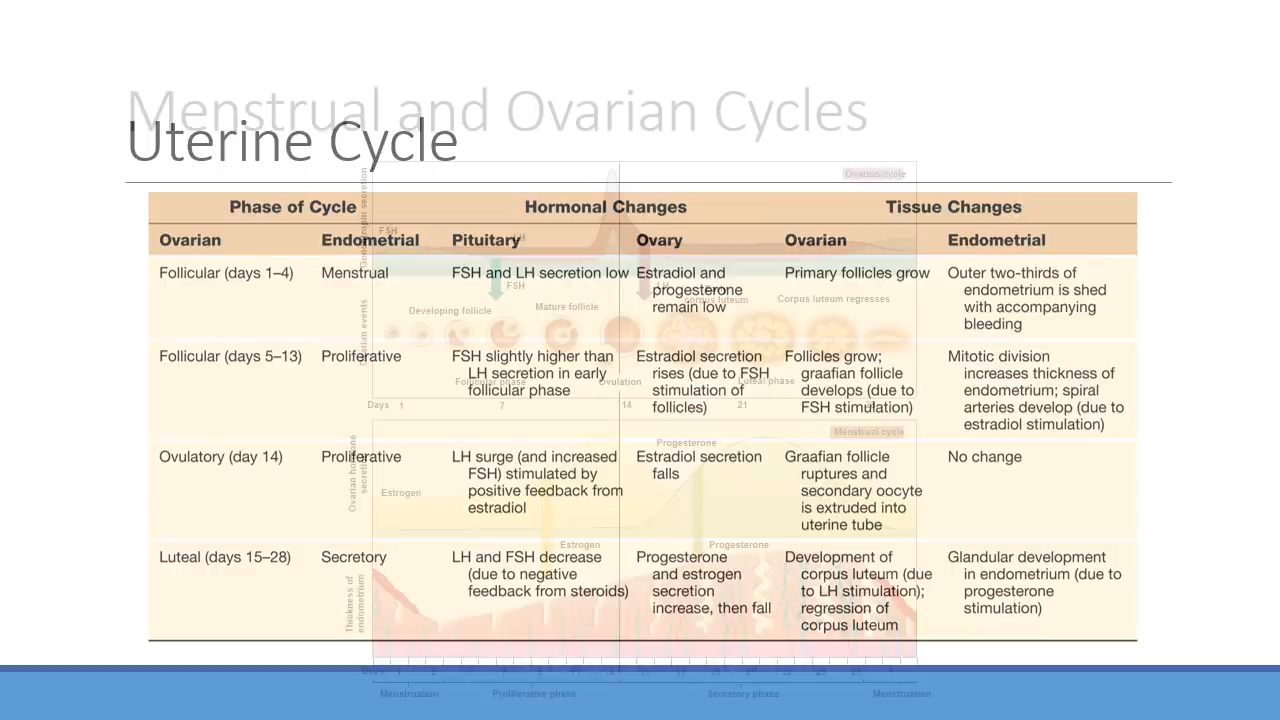 Menstrual and Ovarian Cycles
Uterine Cycle
Phase of Cycle Hormonal Changes Tissue Changes
Ovarian Endometrial Pituitary Ovary Ovarian Endometrial
Follicular (days 1–4) Menstrual FSH and LH secretion low Estradiol and Primary follicles grow Outer two-thirds of
progesterone endometrium is shed
remain low with accompanying
bleeding
Follicular (days 5–13) Proliferative FSH slightly higher than Estradiol secretion Follicles grow; Mitotic division
LH secretion in early rises (due to FSH graafian follicle increases thickness of
follicular phase stimulation of develops (due to endometrium; spiral
follicles) FSH stimulation) arteries develop (due to
estradiol stimulation)
Ovulatory (day 14) Proliferative LH surge (and increased Estradiol secretion Graafian follicle No change
FSH) stimulated by falls ruptures and
positive feedback from secondary oocyte
estradiol is extruded into
uterine tube
Luteal (days 15–28) Secretory LH and FSH decrease Progesterone Development of Glandular development
(due to negative and estrogen corpus luteum (due in endometrium (due to
feedback from steroids) secretion to LH stimulation); progesterone
increase, then fall regression of stimulation)
corpus luteum
Ovarian cycle
FSH
LH
FSH LH
Developing follicle Mature follicle corpus luteum Corpus luteum regresses
Ovarian events
Follicular phase Ovulation Luteal phase
Days 1 7 14 21
Menstrual cycle
Progesterone
Estrogen
Estrogen Progesterone
Thickness of
endometrium
Days
Menstruation Proliferative phase Secretory phase Menstruation